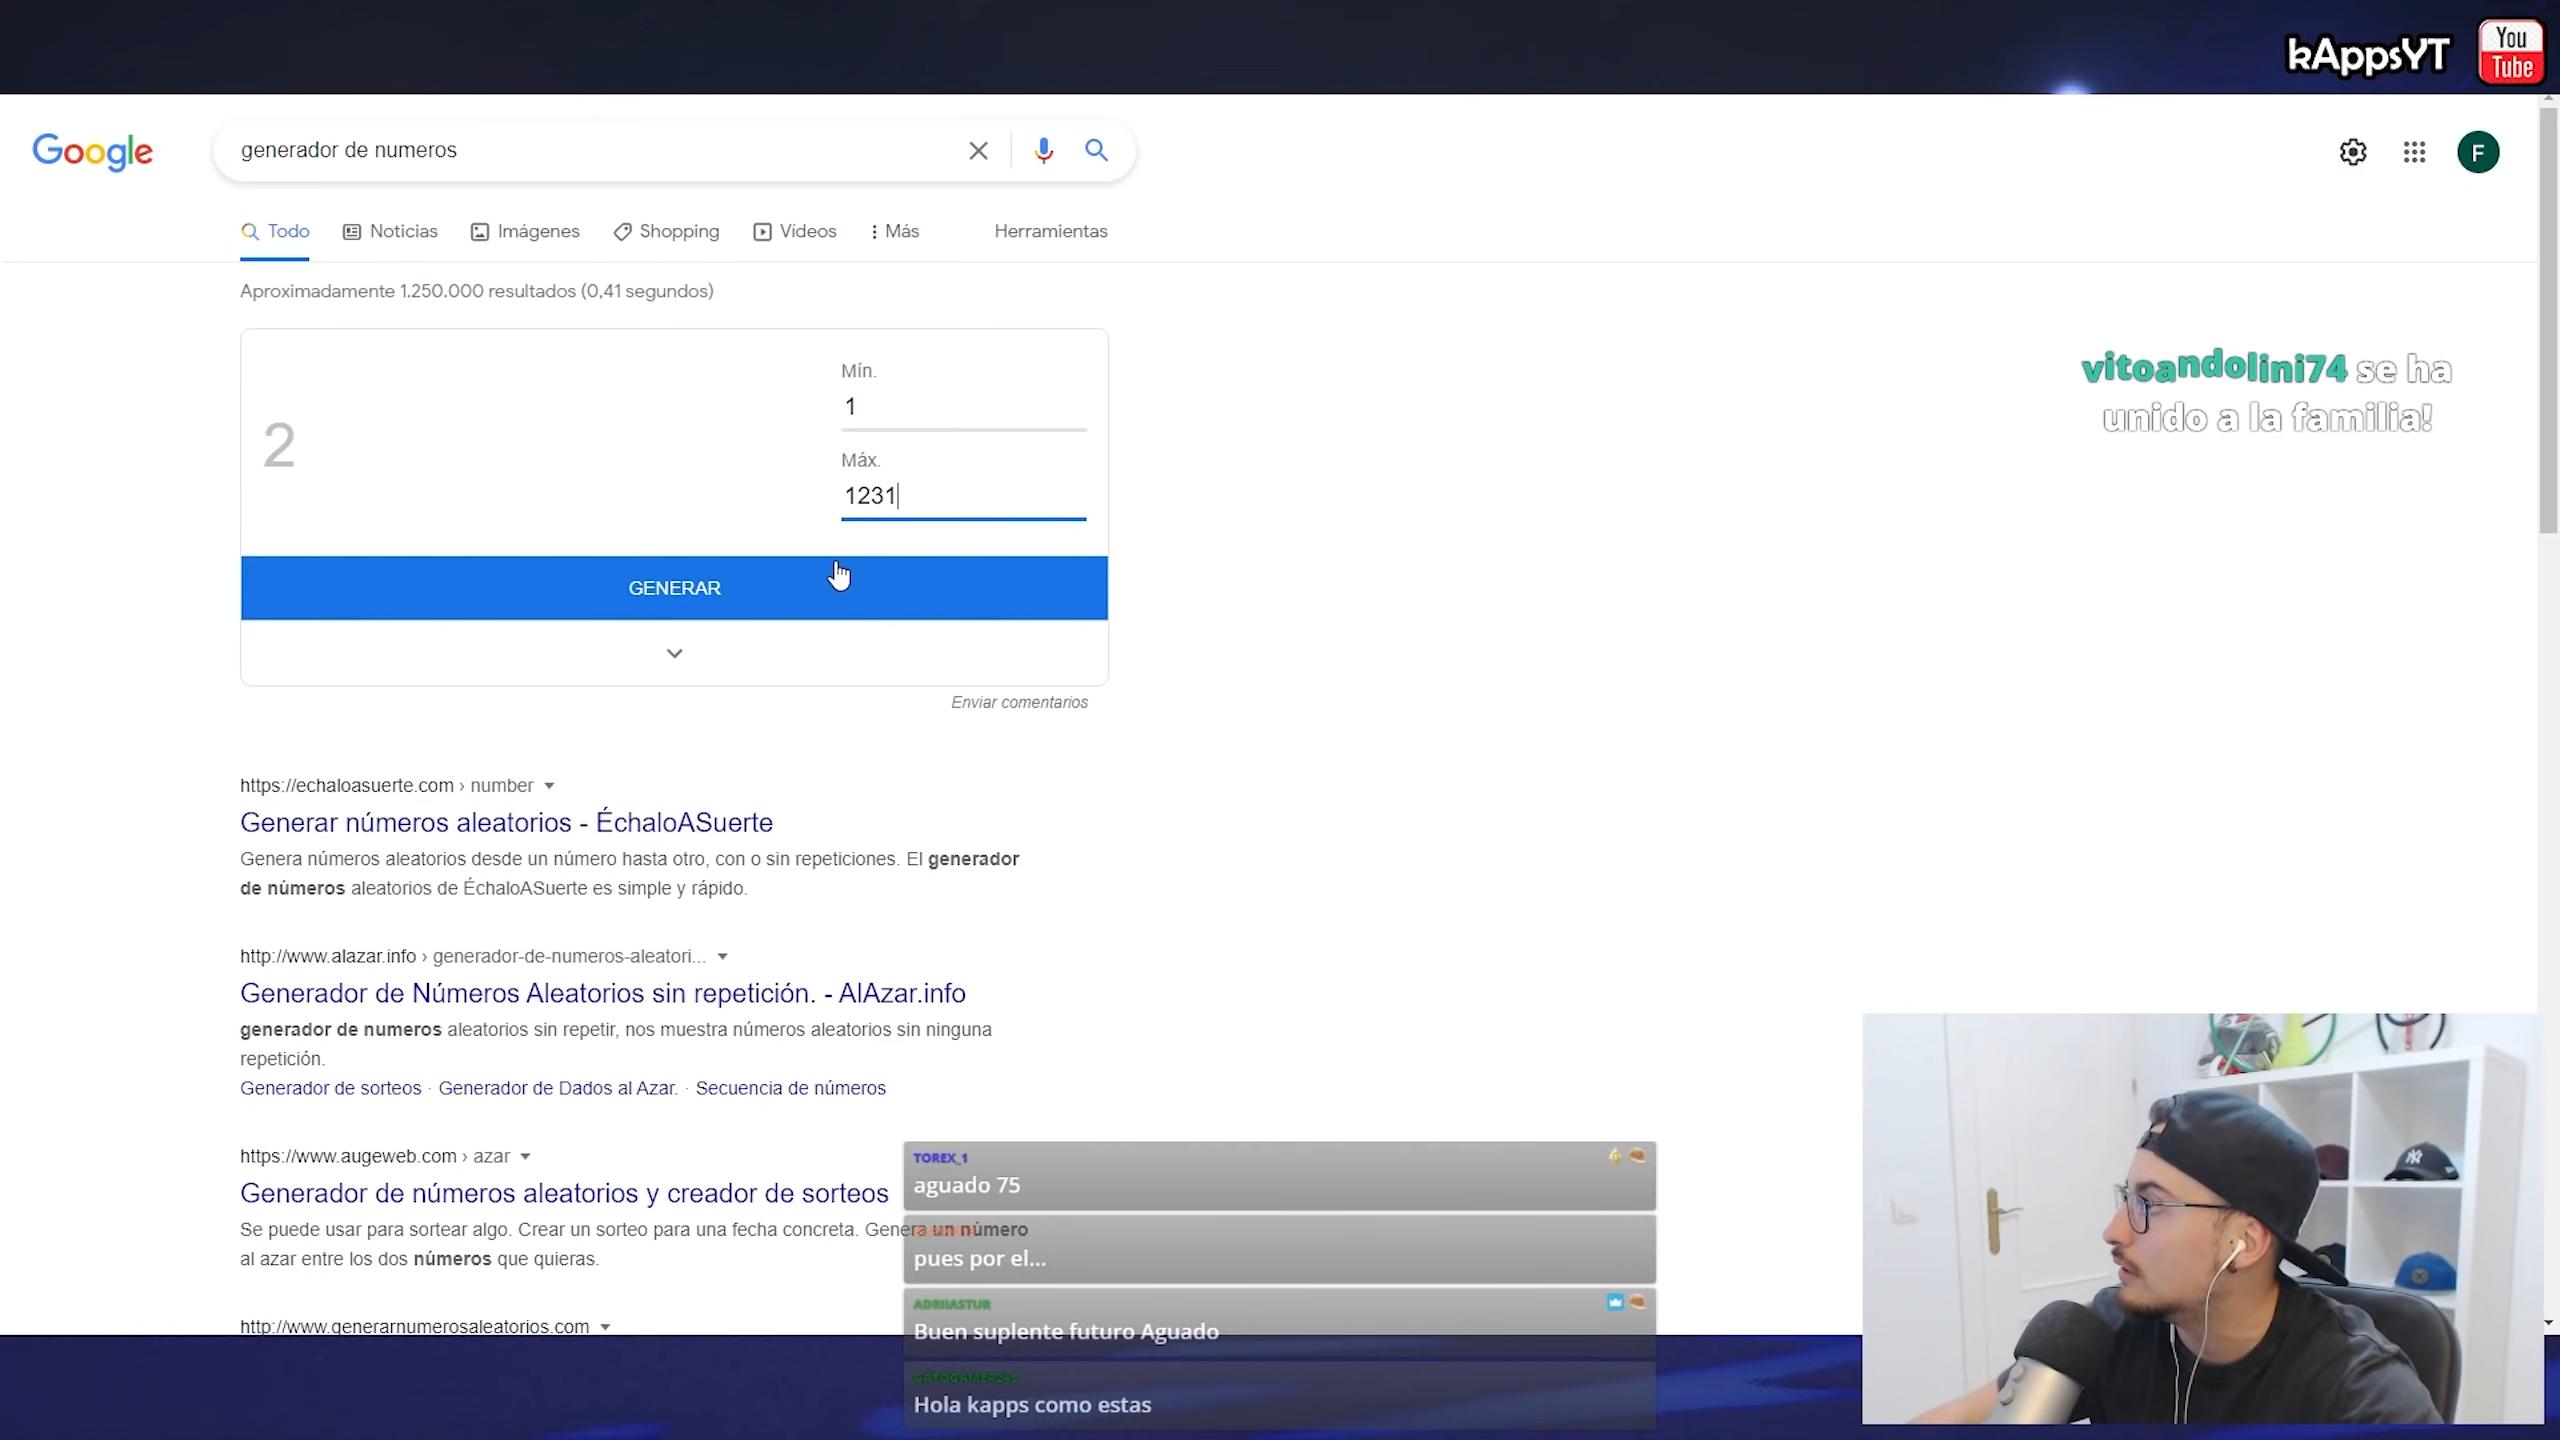 kAppsYT
You
Tube
Google
generador de numeros
F
Todo
Noticias
Imágenes
Shopping
Vídeos
Más
Herramientas
Aproximadamente 1.250.000 resultados (0,41 segundos)
Mín.
1
2
Máx.
1231
GENERAR
Enviar comentarios
vitoandolini74 se ha
unido a la familia!
https://echaloasuerte.com › number
Generar números aleatorios - ÉchaloASuerte
Genera números aleatorios desde un número hasta otro, con o sin repeticiones. El generador
de números aleatorios de ÉchaloASuerte es simple y rápido.
http://www.alazar.info › generador-de-numeros-aleatori...
Generador de Números Aleatorios sin repetición. - AlAzar.info
generador de numeros aleatorios sin repetir, nos muestra números aleatorios sin ninguna
repetición.
Generador de sorteos · Generador de Dados al Azar. · Secuencia de números
https://www.augeweb.com › azar
Generador de números aleatorios y creador de sorteos
Se puede usar para sortear algo. Crear un sorteo para una fecha concreta. Genera un número
al azar entre los dos números que quieras.
http://www.generarnumerosaleatorios.com
TOREX_1
aguado 75
pues por el...
ADRIIASTUR
Buen suplente futuro Aguado
GATOGAMER245
Hola kapps como estas